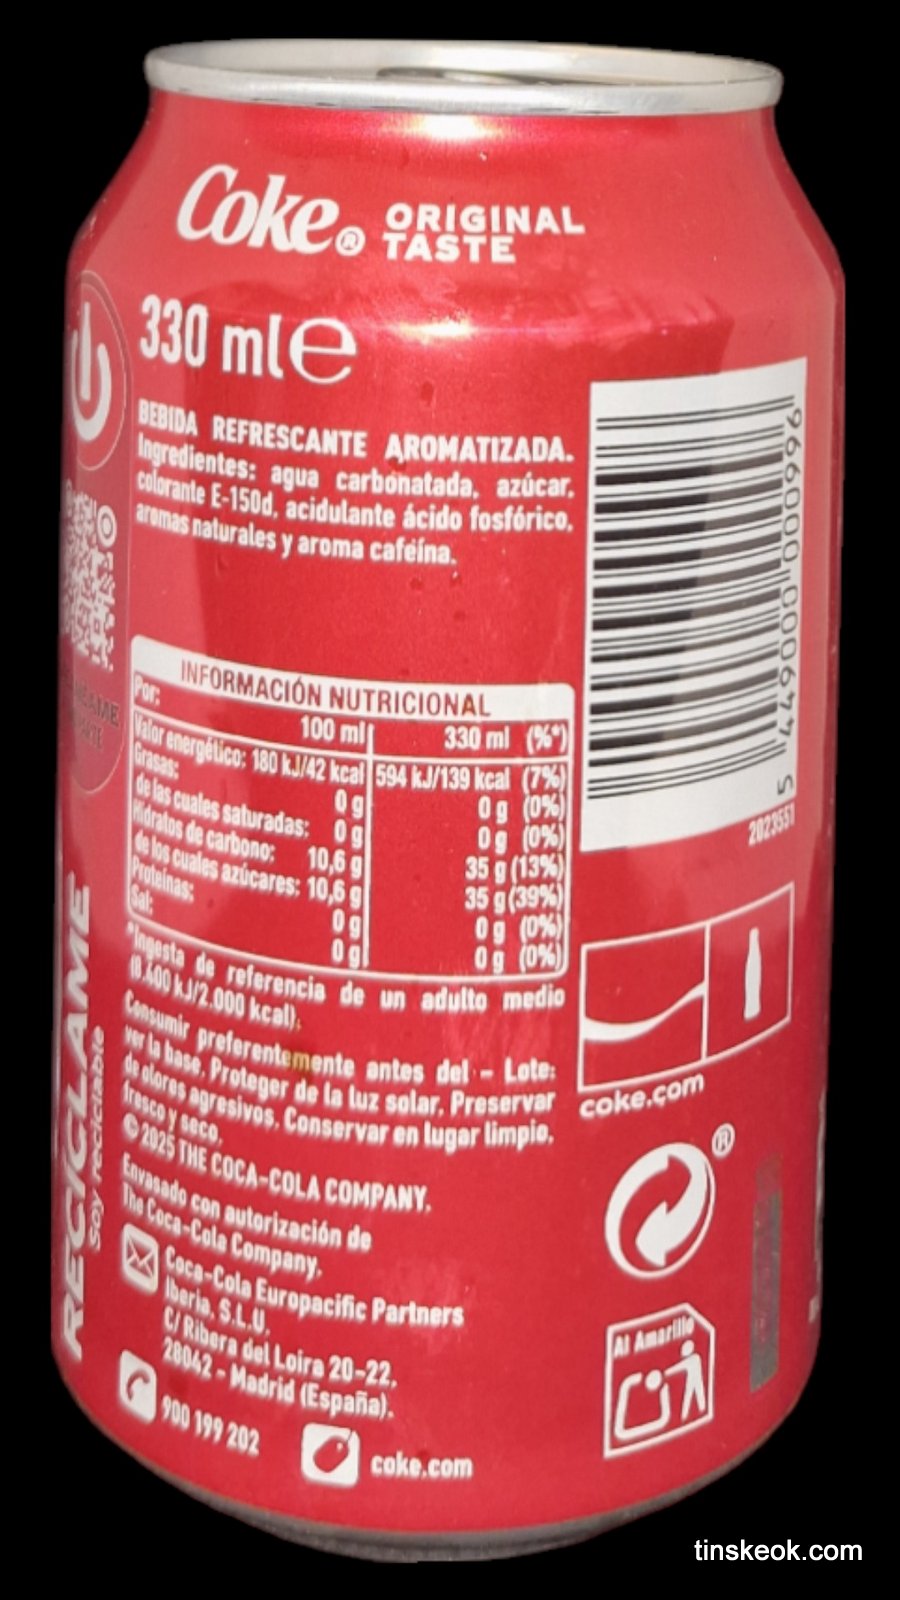 Coke® ORIGINAL
TASTE
330 ml e
BEBIDA REFRESCANTE AROMATIZADA.
Ingredientes: agua carbonatada, azúcar,
colorante E-150d, acidulante ácido fosfórico,
aromas naturales y aroma cafeína.
INFORMACIÓN NUTRICIONAL
Por: 100 ml 330 ml (%*)
Valor energético: 180 kJ/42 kcal 594 kJ/139 kcal (7%)
Grasas: 0 g 0 g (0%)
de las cuales saturadas: 0 g 0 g (0%)
Hidratos de carbono: 10,6 g 35 g (13%)
de los cuales azúcares: 10,6 g 35 g (39%)
Proteínas: 0 g 0 g (0%)
Sal: 0 g 0 g (0%)
*Ingesta de referencia de un adulto medio
(8.400 kJ/2.000 kcal).
Consumir preferentemente antes del - Lote:
ver la base. Proteger de la luz solar. Preservar
de olores agresivos. Conservar en lugar limpio,
fresco y seco.
© 2025 THE COCA-COLA COMPANY.
Envasado con autorización de
The Coca-Cola Company.
Coca-Cola Europacific Partners
Iberia, S.L.U.
C/ Ribera del Loira 20-22.
28042 - Madrid (España).
900 199 202
coke.com
RECÍCLAME
Soy reciclable
5 449000 000996
2023551
coke.com
®
Al Amarillo
tinskeok.com